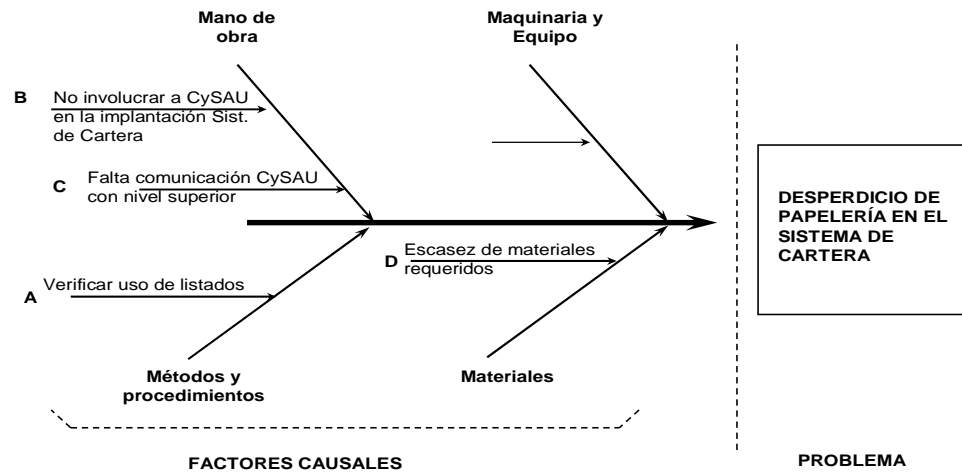 Mano de
obra
Maquinaria y
Equipo
B
No involucrar a CySAU
en la implantación Sist.
de Cartera
C
Falta comunicación CySAU
con nivel superior
DESPERDICIO DE
PAPELERÍA EN EL
SISTEMA DE
CARTERA
D
Escasez de materiales
requeridos
A
Verificar uso de listados
Métodos y
procedimientos
Materiales
FACTORES CAUSALES
PROBLEMA